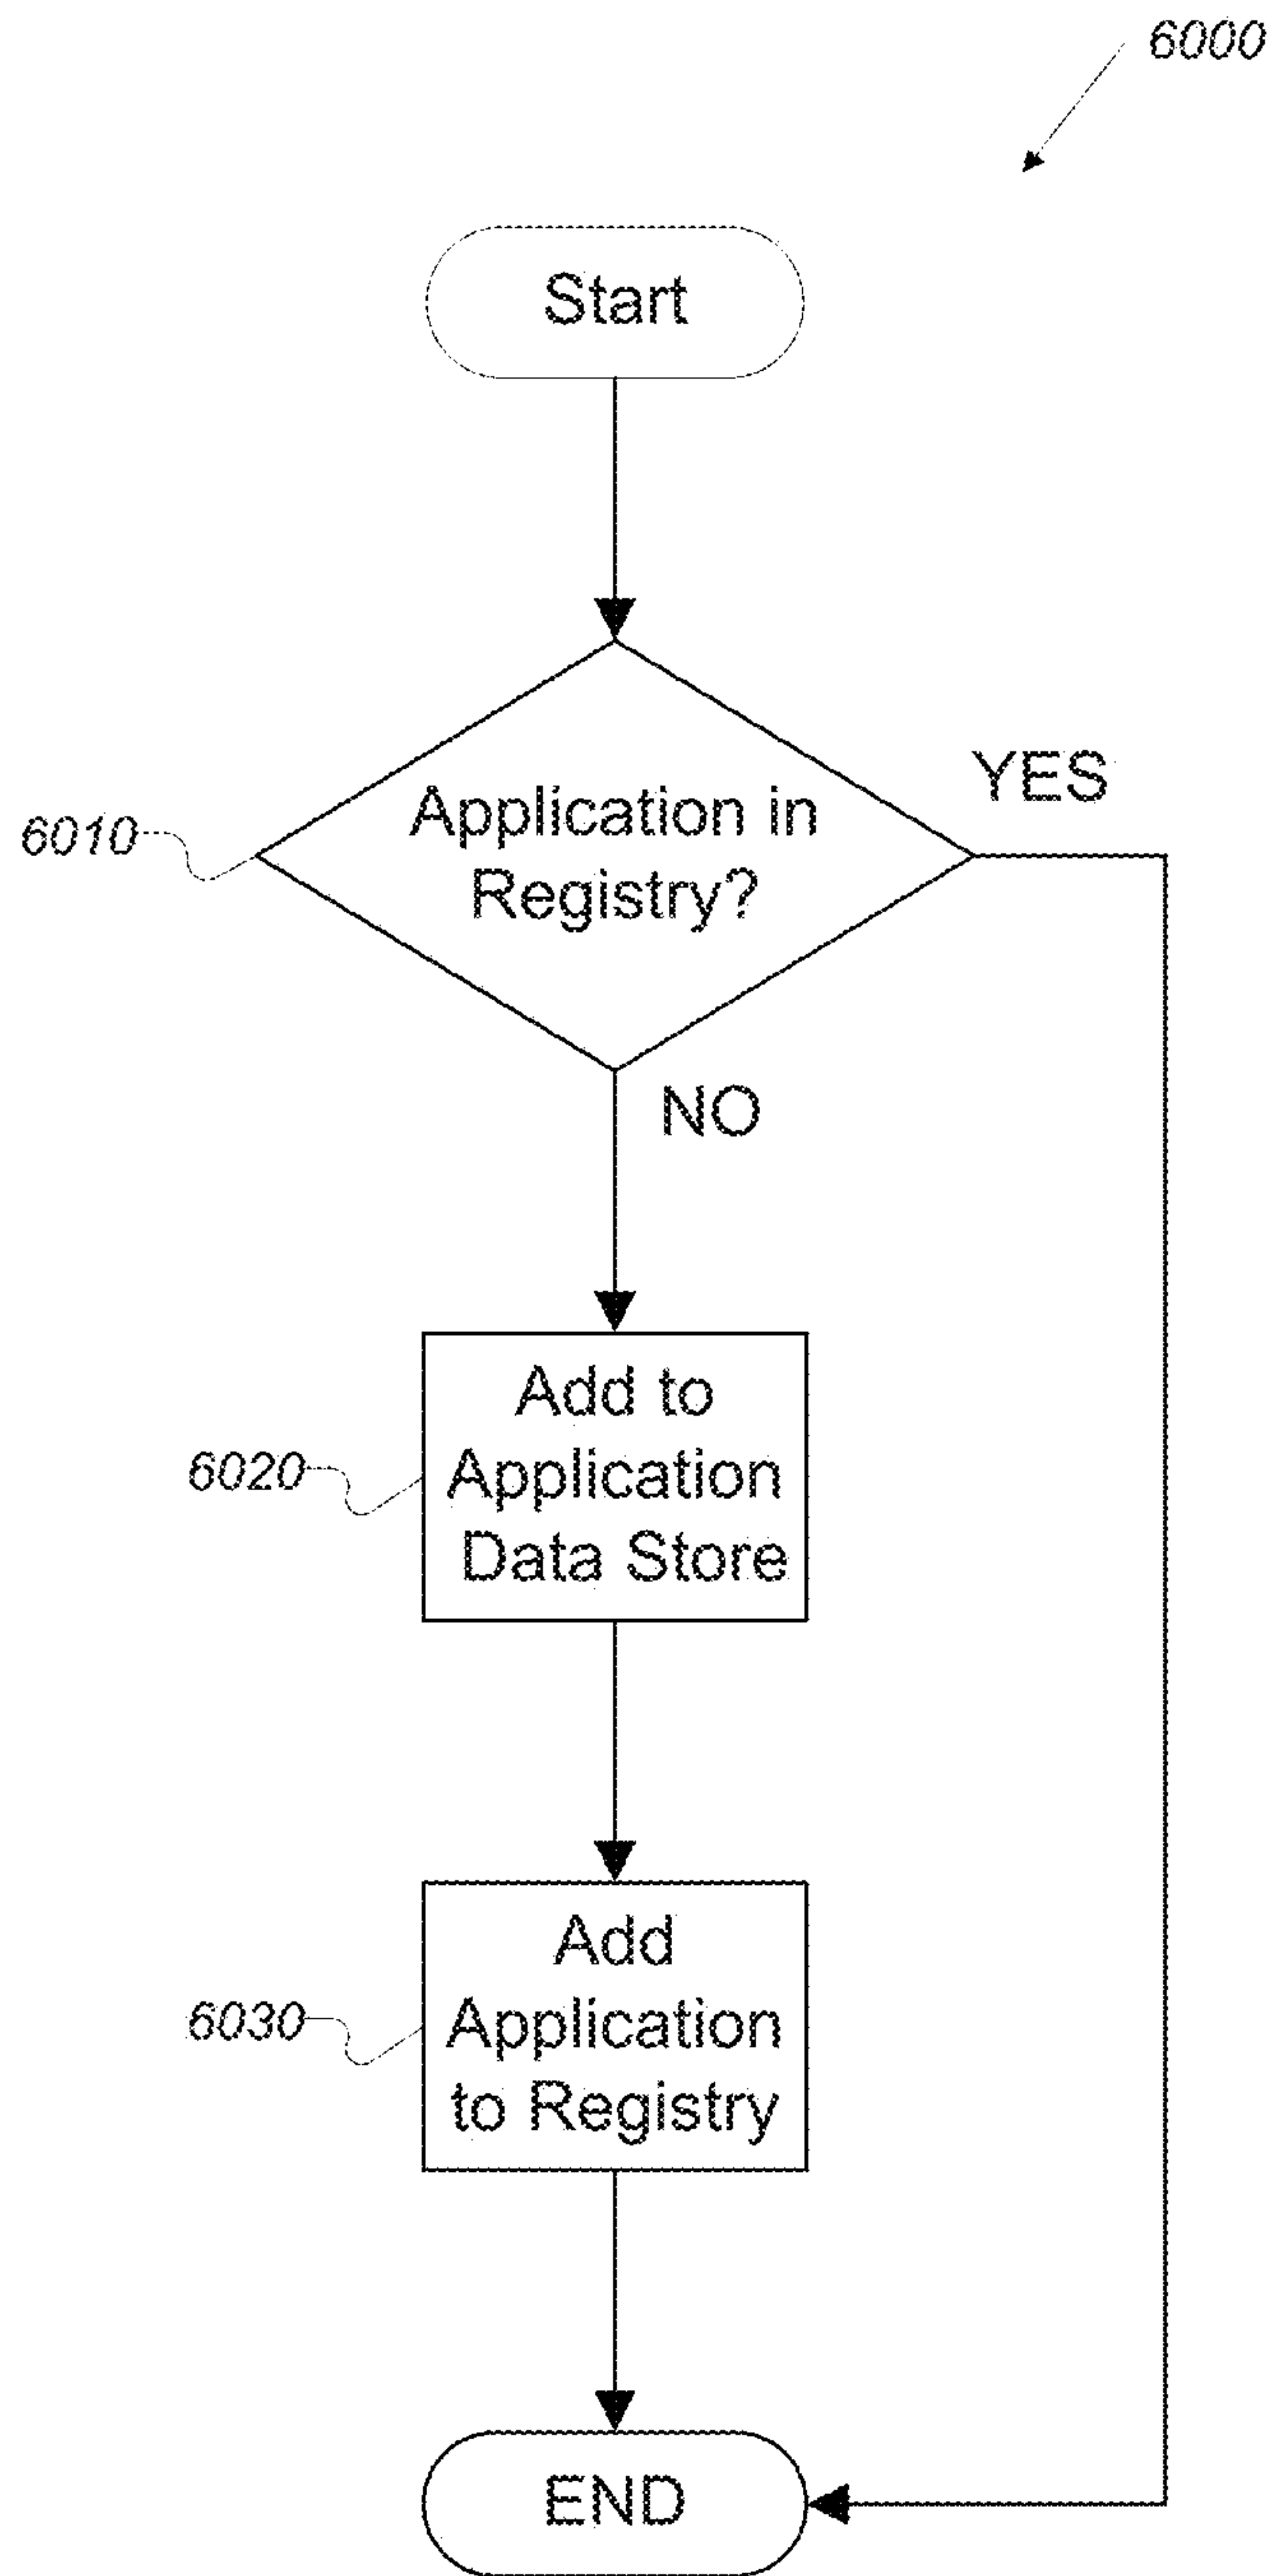 6000
Start
Application in
Registry?
YES
6010
NO
Add to
Application
Data Store
6020
Add
Application
to Registry
6030
END